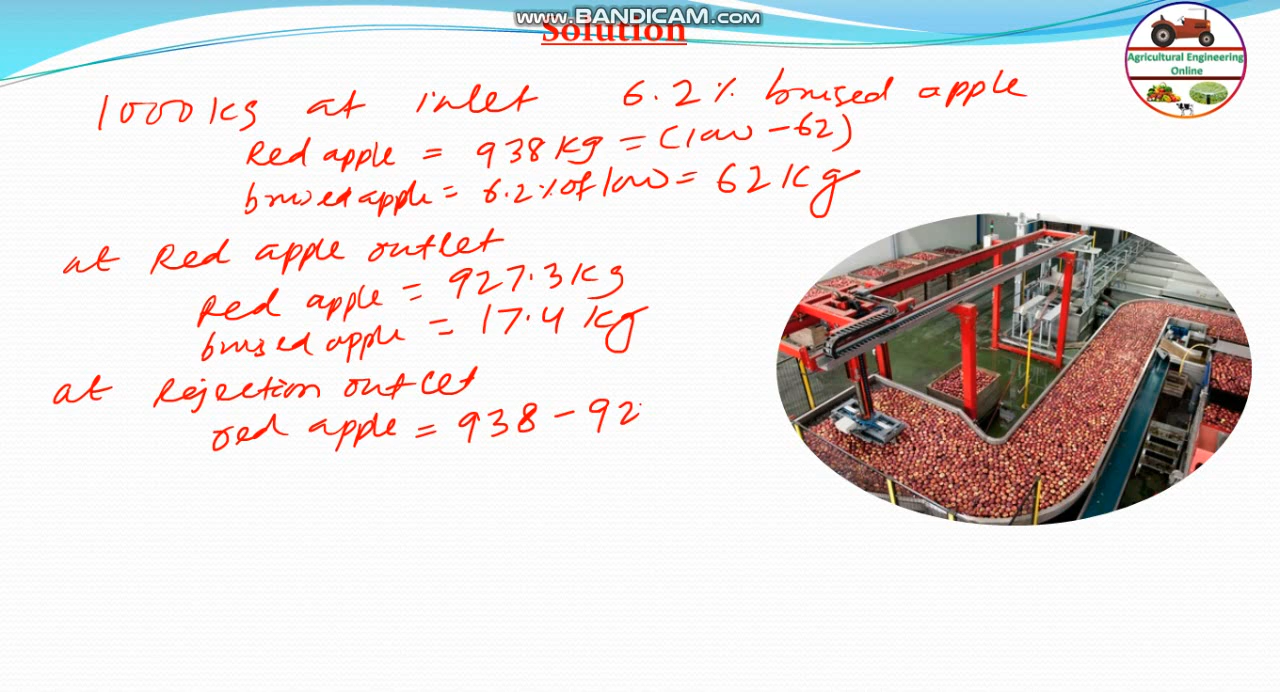 www.BANDICAM.com
Solution
Agricultural Engineering
Online
1000 kg at inlet 6.2% bruised apple
Red apple = 938 kg = (1000 - 62)
bruised apple = 6.2% of 1000 = 62 Kg
at Red apple outlet
Red apple = 927.3 kg
bruised apple = 17.4 kg
at Rejection outlet
red apple = 938 - 92